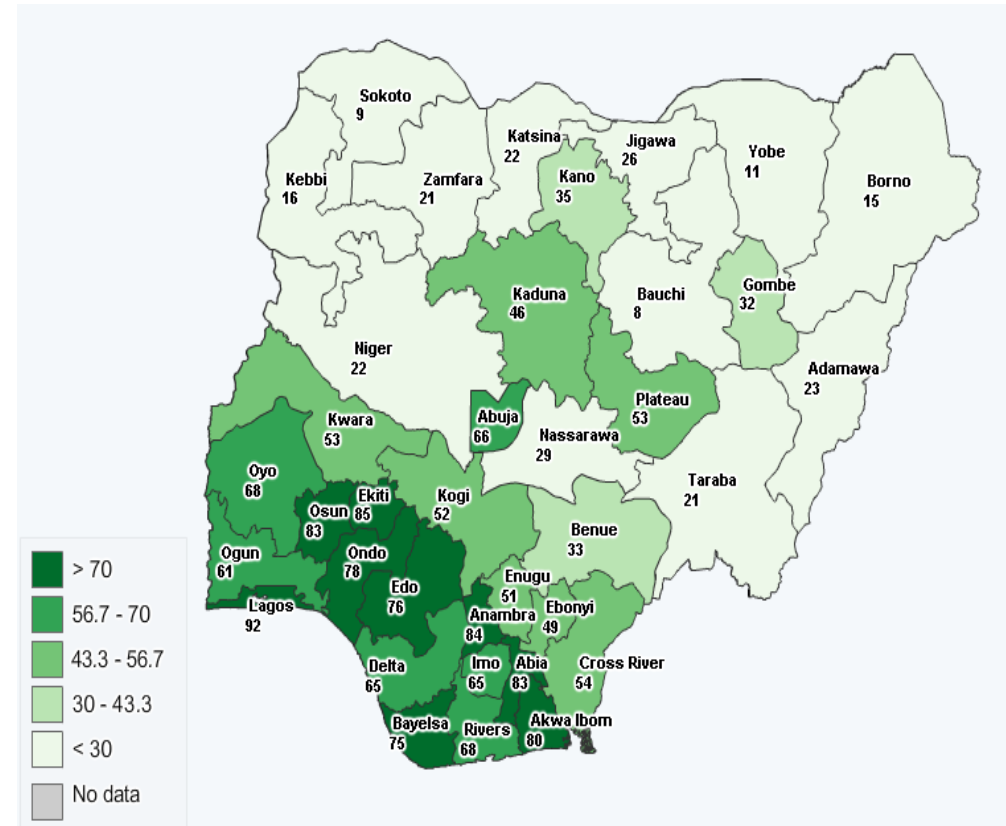 Sokoto
9
Katsina
22
Jigawa
26
Yobe
11
Kebbi
16
Zamfara
21
Kano
35
Borno
15
Kaduna
46
Bauchi
8
Gombe
32
Niger
22
Adamawa
23
Abuja
66
Plateau
53
Kwara
53
Nassarawa
29
Taraba
21
Oyo
68
Ekiti
85
Kogi
52
Osun
83
Benue
33
Ogun
61
Ondo
78
Edo
76
Enugu
51
Lagos
92
Anambra
84
Ebonyi
49
Delta
65
Imo
65
Abia
83
Cross River
54
Bayelsa
75
Rivers
68
Akwa Ibom
80
> 70
56.7 - 70
43.3 - 56.7
30 - 43.3
< 30
No data